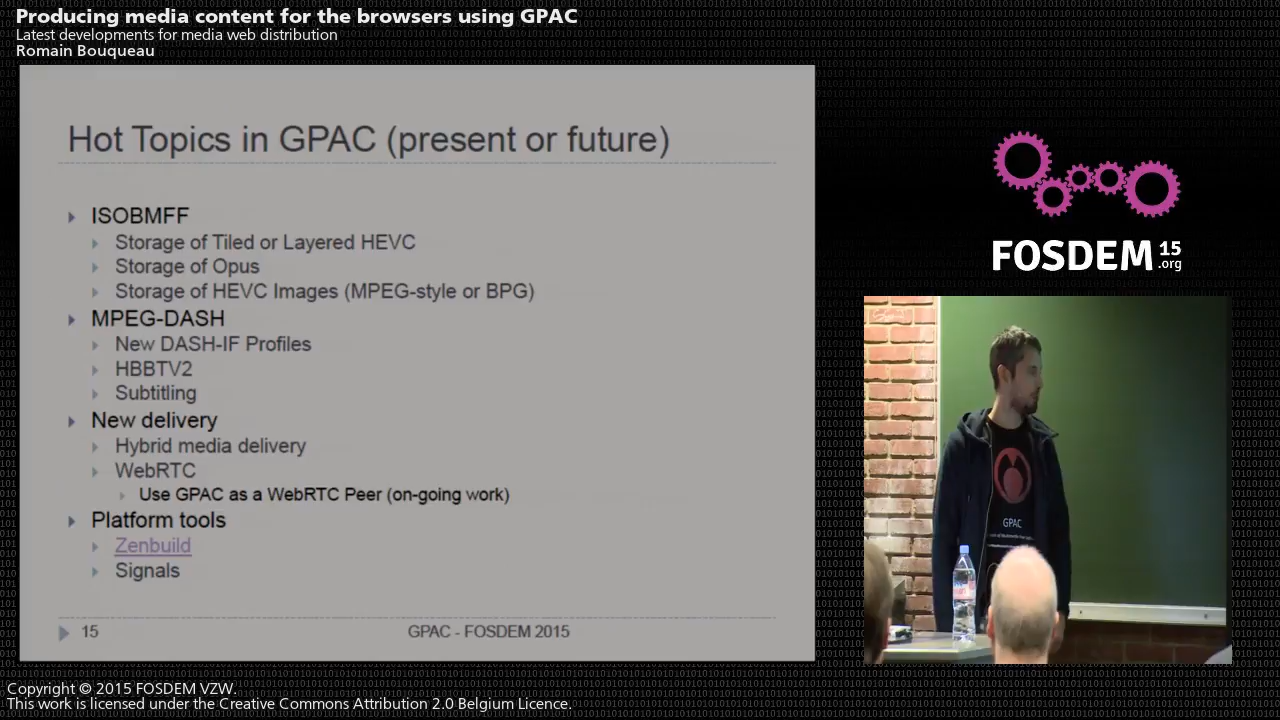 Producing media content for the browsers using GPAC
Latest developments for media web distribution
Romain Bouqueau
Hot Topics in GPAC (present or future)
ISOBMFF
Storage of Tiled or Layered HEVC
Storage of Opus
Storage of HEVC Images (MPEG-style or BPG)
MPEG-DASH
New DASH-IF Profiles
HBBTV2
Subtitling
New delivery
Hybrid media delivery
WebRTC
Use GPAC as a WebRTC Peer (on-going work)
Platform tools
Zenbuild
Signals
15
GPAC - FOSDEM 2015
FOSDEM 15
.org
GPAC
Copyright © 2015 FOSDEM VZW.
This work is licensed under the Creative Commons Attribution 2.0 Belgium Licence.